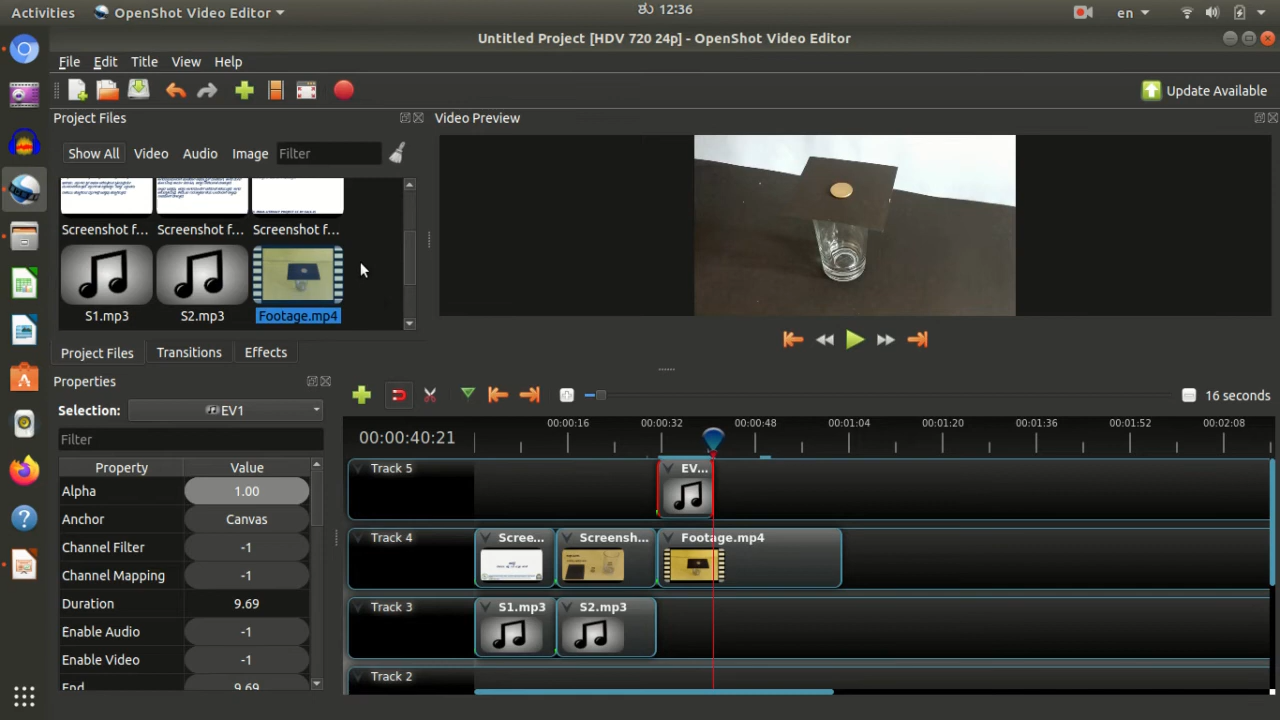 Activities OpenShot Video Editor ಶು 12:36 en
Untitled Project [HDV 720 24p] - OpenShot Video Editor
File Edit Title View Help
Update Available
Project Files Video Preview
Show All Video Audio Image Filter
Screenshot f... Screenshot f... Screenshot f...
S1.mp3 S2.mp3 Footage.mp4
Project Files Transitions Effects
Properties
Selection: EV1
16 seconds
Filter
00:00:40:21
00:00:16 00:00:32 00:00:48 00:01:04 00:01:20 00:01:36 00:01:52 00:02:08
Property Value
Alpha 1.00
Anchor Canvas
Channel Filter -1
Channel Mapping -1
Duration 9.69
Enable Audio -1
Enable Video -1
End 9.69
Track 5 EV...
Track 4 Scree... Screensh... Footage.mp4
Track 3 S1.mp3 S2.mp3
Track 2